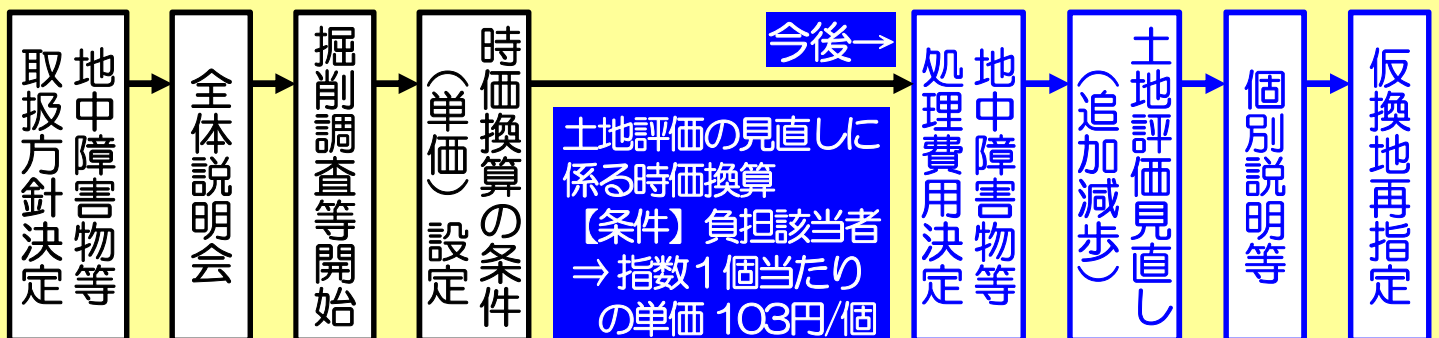 地中障害物等
取扱方針決定
全体説明会
掘削調査等開始
時価換算の条件
（単価）設定
今後→
土地評価の見直しに
係る時価換算
【条件】負担該当者
⇒指数１個当たり
の単価 103円/個
地中障害物等
処理費用決定
土地評価見直し
（追加減歩）
個別説明等
仮換地再指定